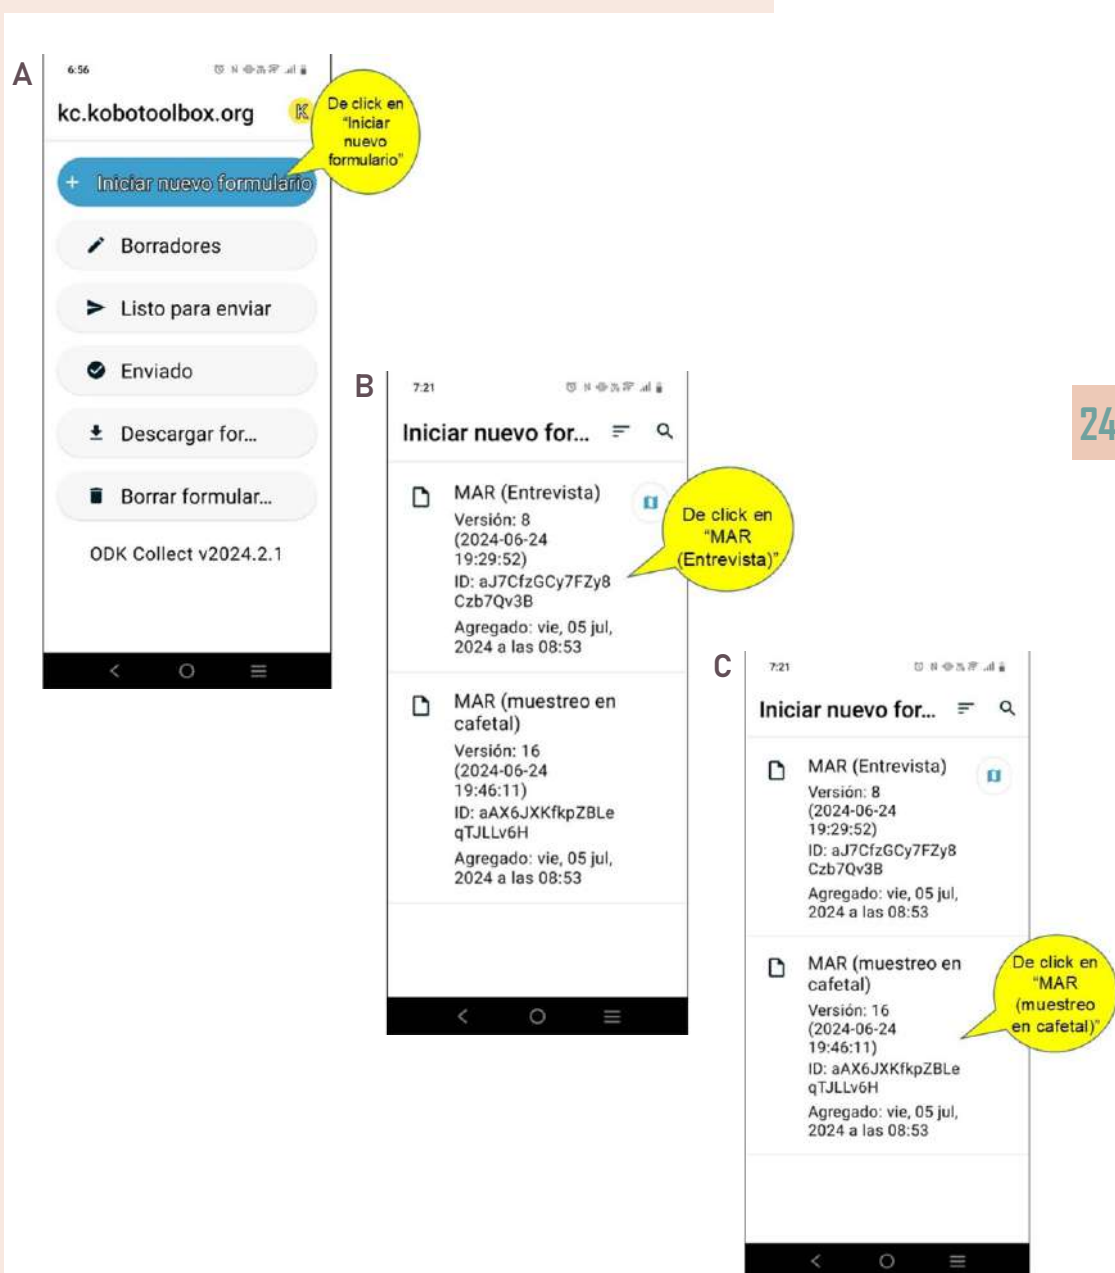 A
6:56
kc.kobotoolbox.org
K
De click en
“Iniciar
nuevo
formulario”
+ Iniciar nuevo formulario
Borradores
Listo para enviar
Enviado
Descargar for...
Borrar formular...
ODK Collect v2024.2.1
B
7:21
Iniciar nuevo for...
MAR (Entrevista)
Versión: 8
(2024-06-24
19:29:52)
ID: aJ7CfzGCy7FZy8
Czb7Qv3B
Agregado: vie, 05 jul,
2024 a las 08:53
De click en
“MAR
(Entrevista)”
MAR (muestreo en
cafetal)
Versión: 16
(2024-06-24
19:46:11)
ID: aAX6JXKfkpZBLe
qTJLLv6H
Agregado: vie, 05 jul,
2024 a las 08:53
24
C
7:21
Iniciar nuevo for...
MAR (Entrevista)
Versión: 8
(2024-06-24
19:29:52)
ID: aJ7CfzGCy7FZy8
Czb7Qv3B
Agregado: vie, 05 jul,
2024 a las 08:53
MAR (muestreo en
cafetal)
Versión: 16
(2024-06-24
19:46:11)
ID: aAX6JXKfkpZBLe
qTJLLv6H
Agregado: vie, 05 jul,
2024 a las 08:53
De click en
“MAR
(muestreo
en cafetal)”